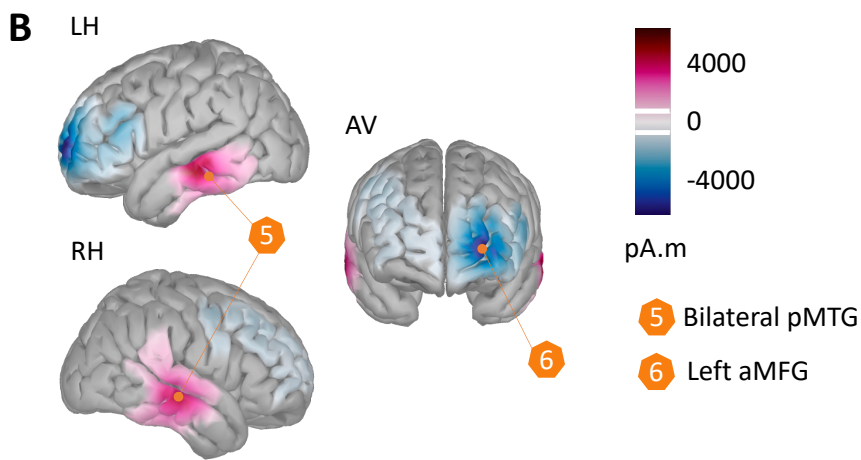 B
LH
AV
RH
5
6
4000
0
-4000
pA.m
5 Bilateral pMTG
6 Left aMFG